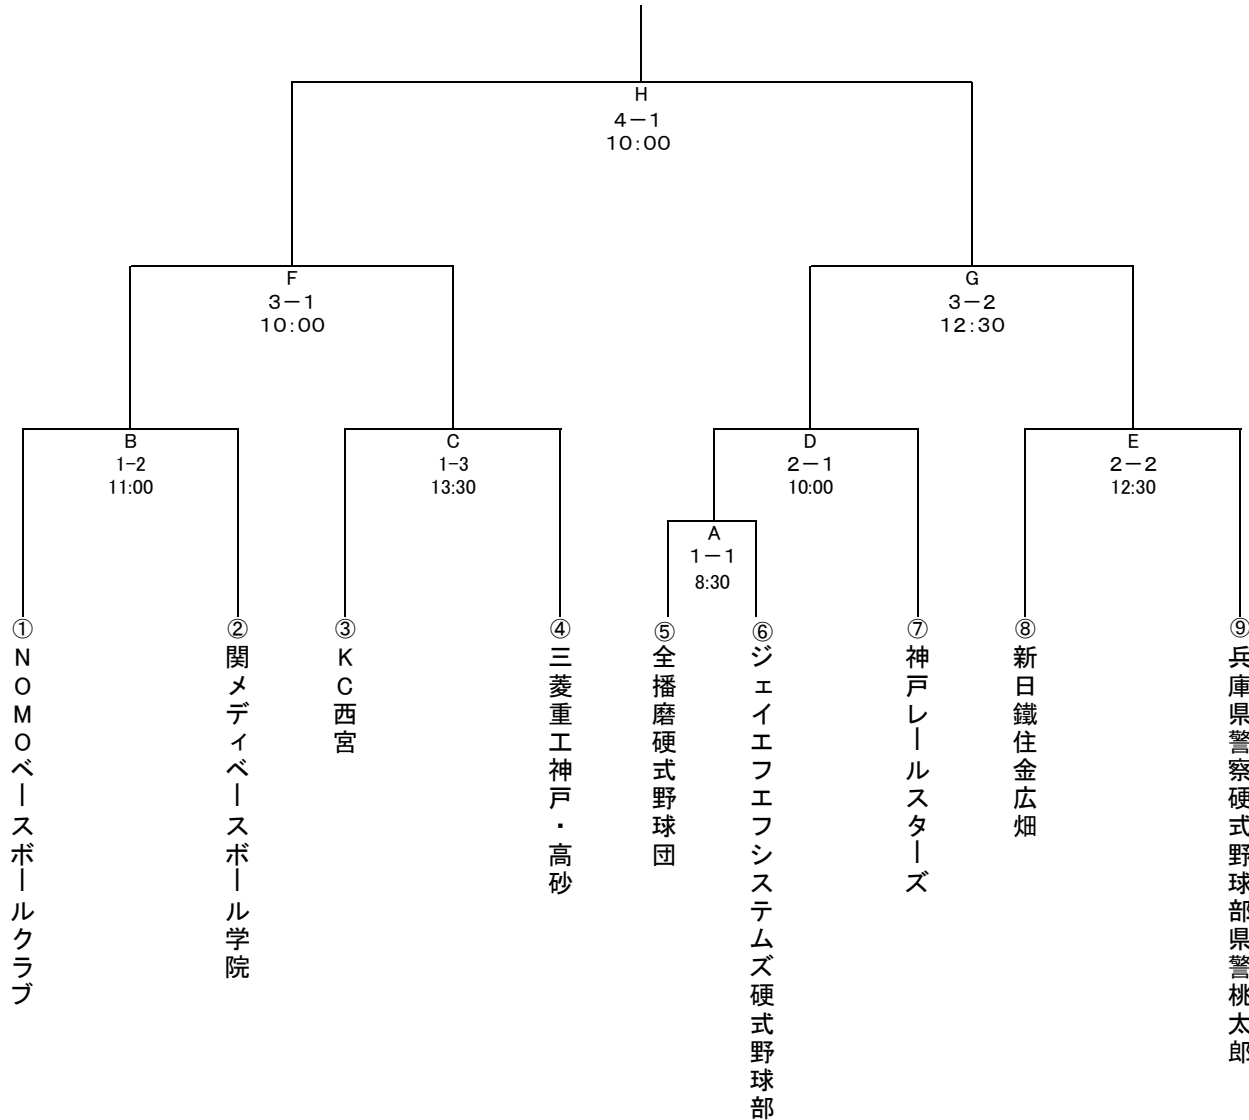 H
４－１
１０：００
F
３－１
１０：００
G
３－２
１２：３０
B
1-2
11:00
C
1-3
13:30
D
２－１
10:00
E
２－２
12:30
A
１－１
8:30
①ＮＯＭＯベースボールクラブ
②関メディベースボール学院
③ＫＣ西宮
④三菱重工神戸・高砂
⑤全播磨硬式野球団
⑥ジェイエフエフシステムズ硬式野球部
⑦神戸レールスターズ
⑧新日鐵住金広畑
⑨兵庫県警察硬式野球部県警桃太郎